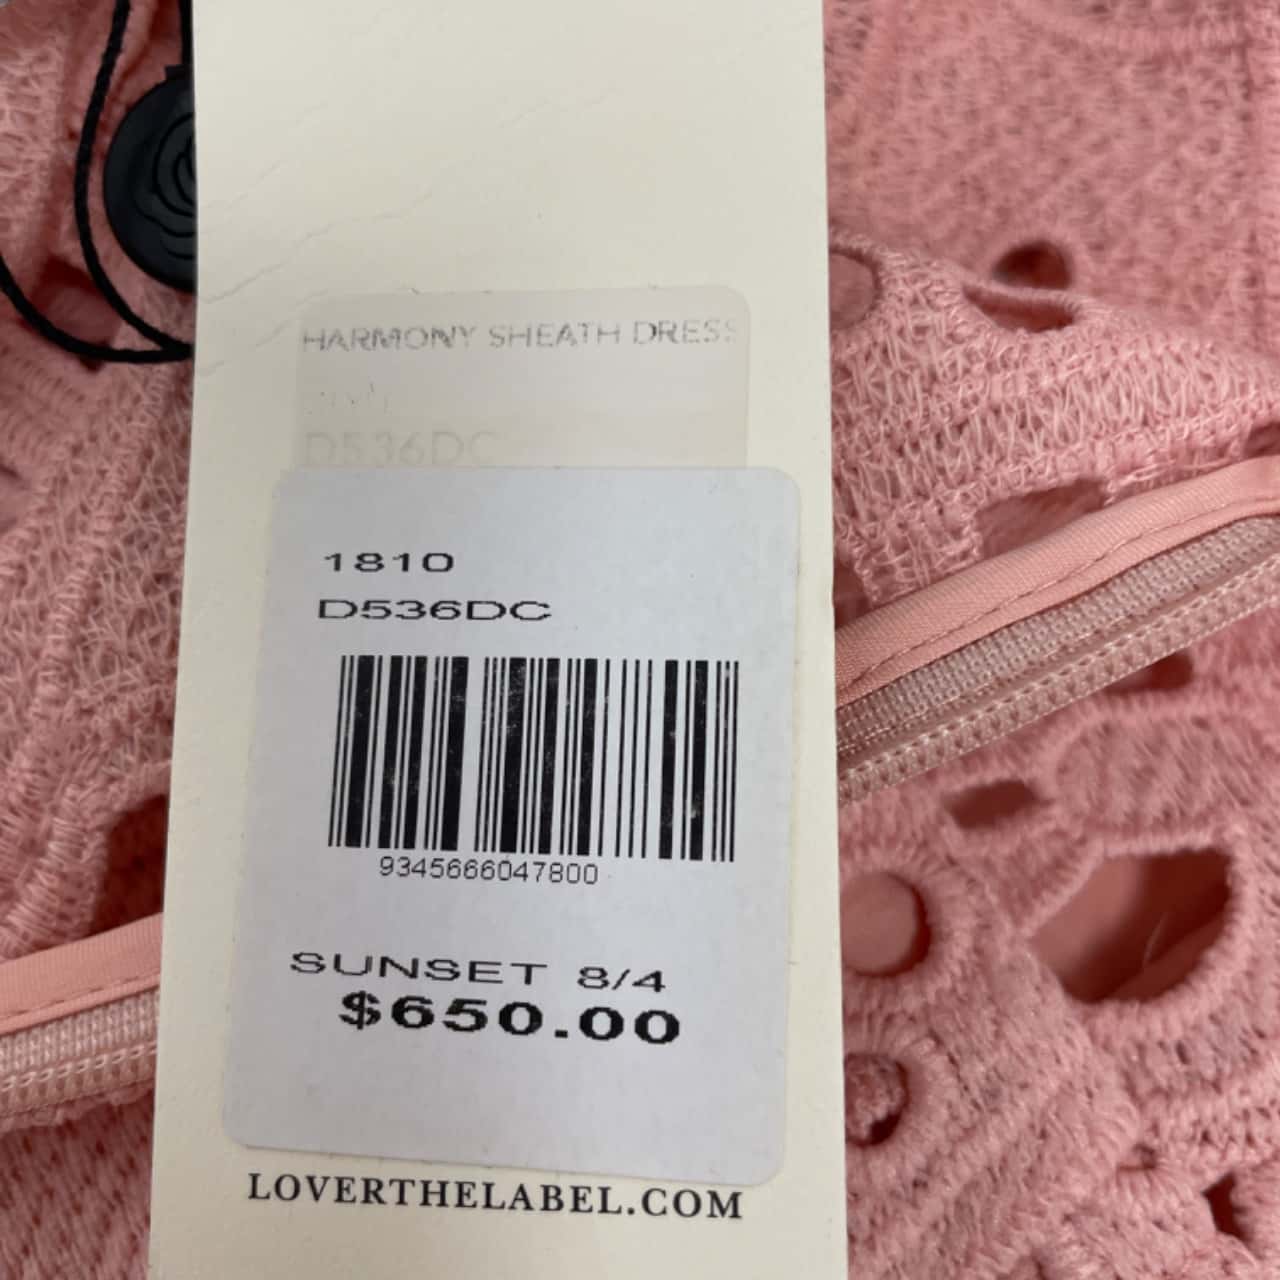 HARMONY SHEATH DRESS
D536DC
1810
D536DC
9345666047800
SUNSET 8/4
$650.00
LOVERTHELABEL.COM